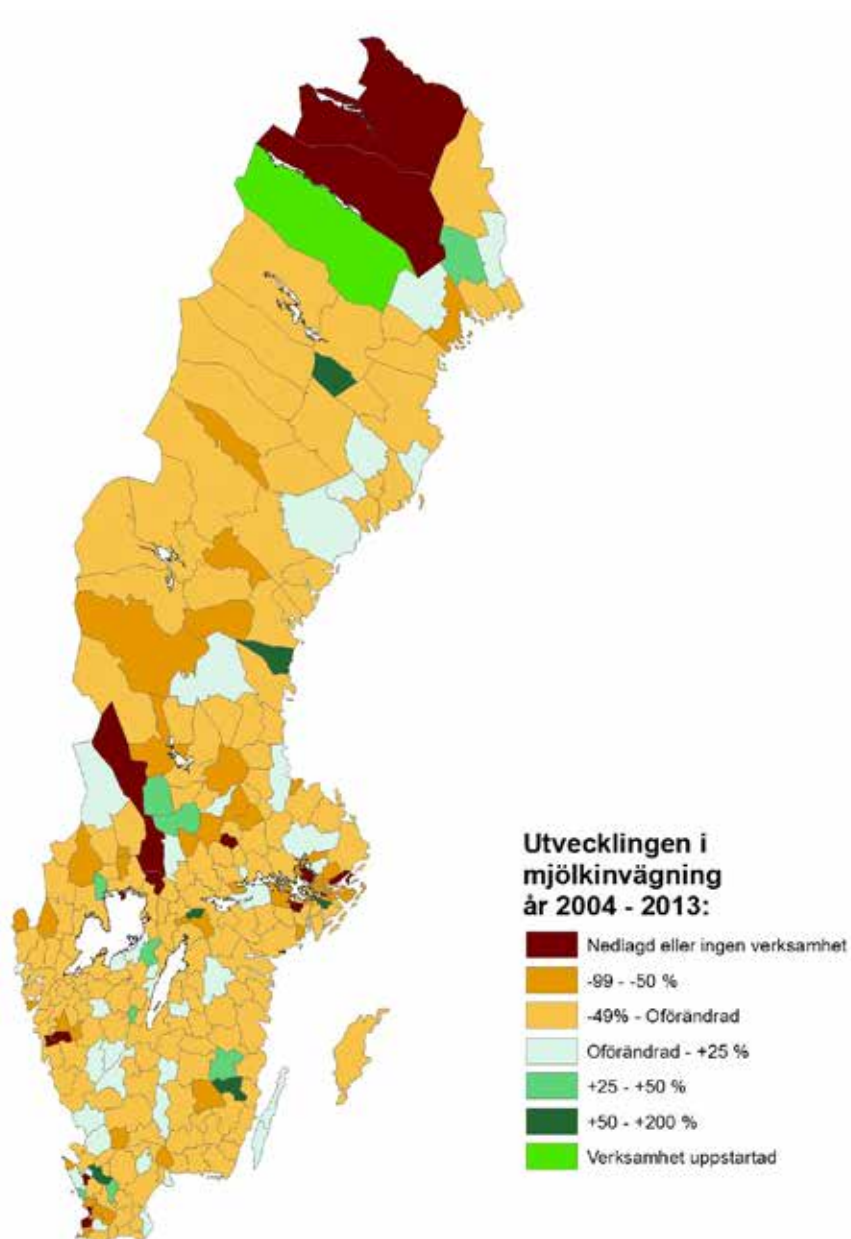 Utvecklingen i
mjölkinvägning
år 2004 - 2013:
Nedlagd eller ingen verksamhet
-99 - -50 %
-49% - Oförändrad
Oförändrad - +25 %
+25 - +50 %
+50 - +200 %
Verksamhet uppstartad